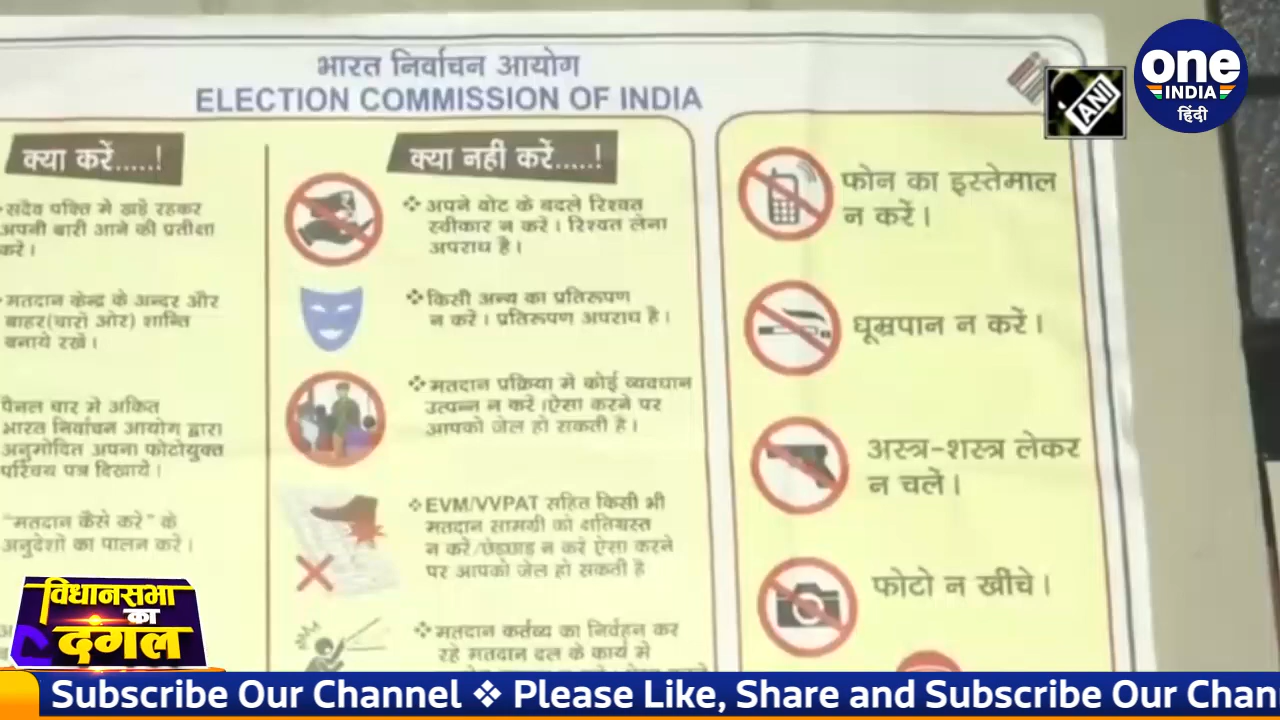 भारत निर्वाचन आयोग
ELECTION COMMISSION OF INDIA
ANI
one
INDIA
हिंदी
क्या करें.....!
सदैव पंक्ति में खड़े रहकर
अपनी बारी आने की प्रतीक्षा
करें।
मतदान केन्द्र के अन्दर और
बाहर(चारों ओर) शान्ति
बनाये रखें।
पैनल चार में अंकित
भारत निर्वाचन आयोग द्वारा
अनुमोदित अपना फोटोयुक्त
परिचय पत्र दिखायें।
"मतदान कैसे करें" के
अनुदेशों का पालन करें।
क्या नहीं करें.....!
❖ अपने वोट के बदले रिश्वत
स्वीकार न करें। रिश्वत लेना
अपराध है।
❖ किसी अन्य का प्रतिरूपण
न करें। प्रतिरूपण अपराध है।
❖ मतदान प्रक्रिया में कोई व्यवधान
उत्पन्न न करें।ऐसा करने पर
आपको जेल हो सकती है।
❖ EVM/VVPAT सहित किसी भी
मतदान सामग्री को क्षतिग्रस्त
न करें/छेड़छाड़ न करें ऐसा करने
पर आपको जेल हो सकती है
❖ मतदान कर्तव्य का निर्वहन कर
रहे मतदान दल के कार्य में
फोन का इस्तेमाल
न करें।
धूम्रपान न करें।
अस्त्र-शस्त्र लेकर
न चलें।
फोटो न खींचे।
विधानसभा
का
दंगल
Subscribe Our Channel ❖ Please Like, Share and Subscribe Our Chan